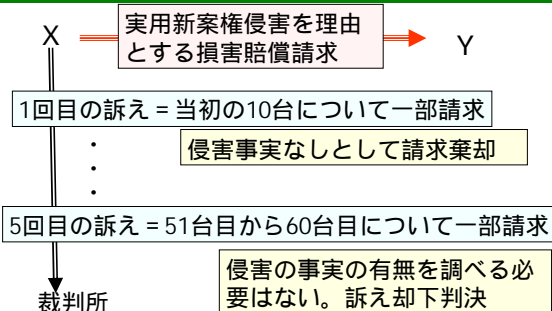 実用新案権侵害を理由
とする損害賠償請求
X
Y
1回目の訴え = 当初の10台について一部請求
・
侵害事実なしとして請求棄却
・
・
5回目の訴え = 51台目から60台目について一部請求
侵害の事実の有無を調べる必
要はない。訴え却下判決
裁判所